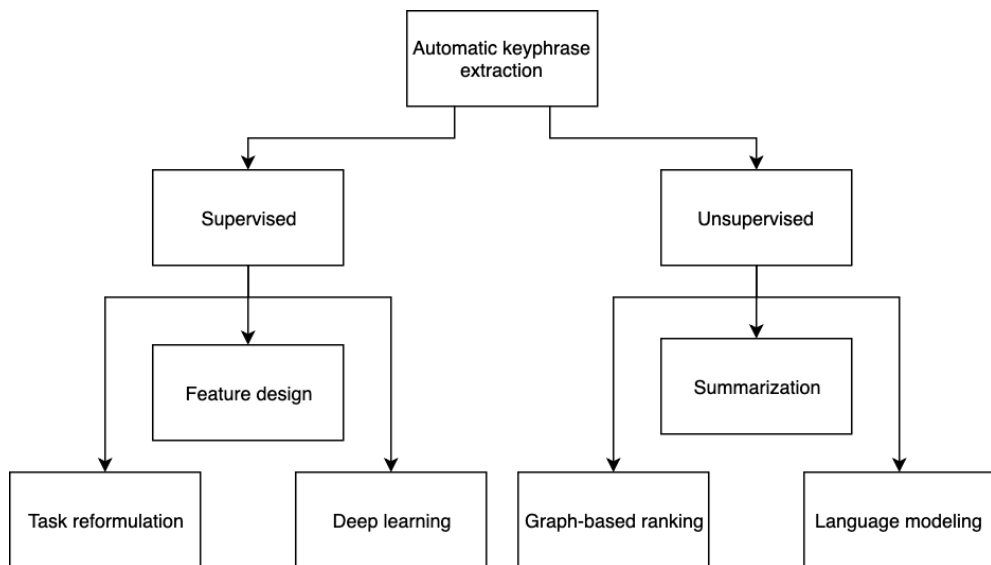 Automatic keyphrase
extraction
Supervised
Unsupervised
Feature design
Summarization
Task reformulation
Deep learning
Graph-based ranking
Language modeling